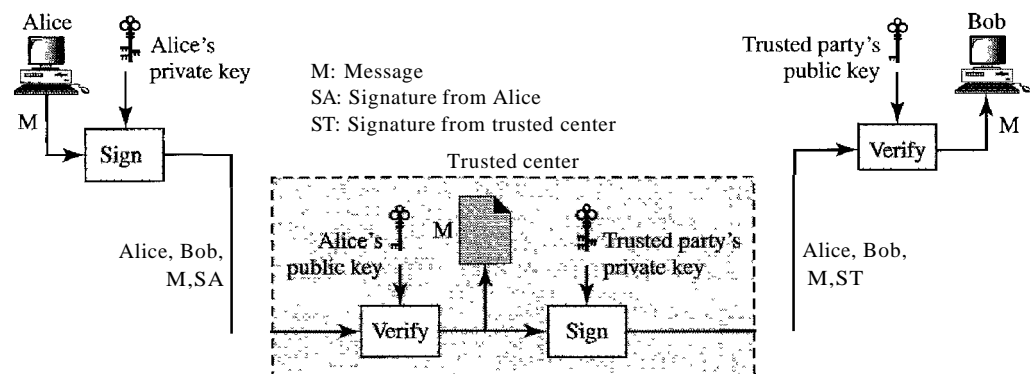 Alice
Alice's
private key
M
Sign
M: Message
SA: Signature from Alice
ST: Signature from trusted center
Trusted party's
public key
Bob
M
Verify
Trusted center
Alice's
public key
M
Trusted party's
private key
Verify
Sign
Alice, Bob,
M,SA
Alice, Bob,
M,ST